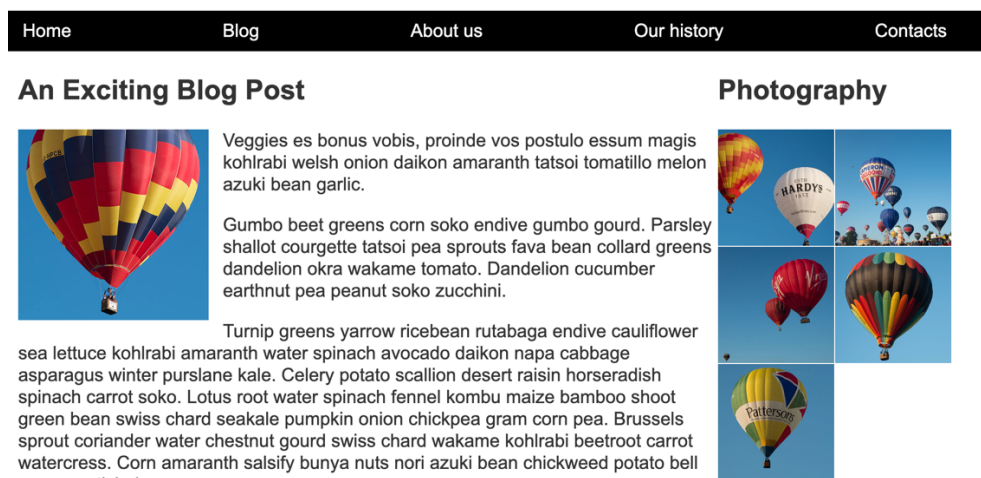 Home Blog About us Our history Contacts
An Exciting Blog Post
Veggies es bonus vobis, proinde vos postulo essum magis
kohlrabi welsh onion daikon amaranth tatsoi tomatillo melon
azuki bean garlic.
Gumbo beet greens corn soko endive gumbo gourd. Parsley
shallot courgette tatsoi pea sprouts fava bean collard greens
dandelion okra wakame tomato. Dandelion cucumber
earthnut pea peanut soko zucchini.
Turnip greens yarrow ricebean rutabaga endive cauliflower
sea lettuce kohlrabi amaranth water spinach avocado daikon napa cabbage
asparagus winter purslane kale. Celery potato scallion desert raisin horseradish
spinach carrot soko. Lotus root water spinach fennel kombu maize bamboo shoot
green bean swiss chard seakale pumpkin onion chickpea gram corn pea. Brussels
sprout coriander water chestnut gourd swiss chard wakame kohlrabi beetroot carrot
watercress. Corn amaranth salsify bunya nuts nori azuki bean chickweed potato bell
Photography
HARDYS
CAMERON
BALLOONS
Virgin
Pattersons